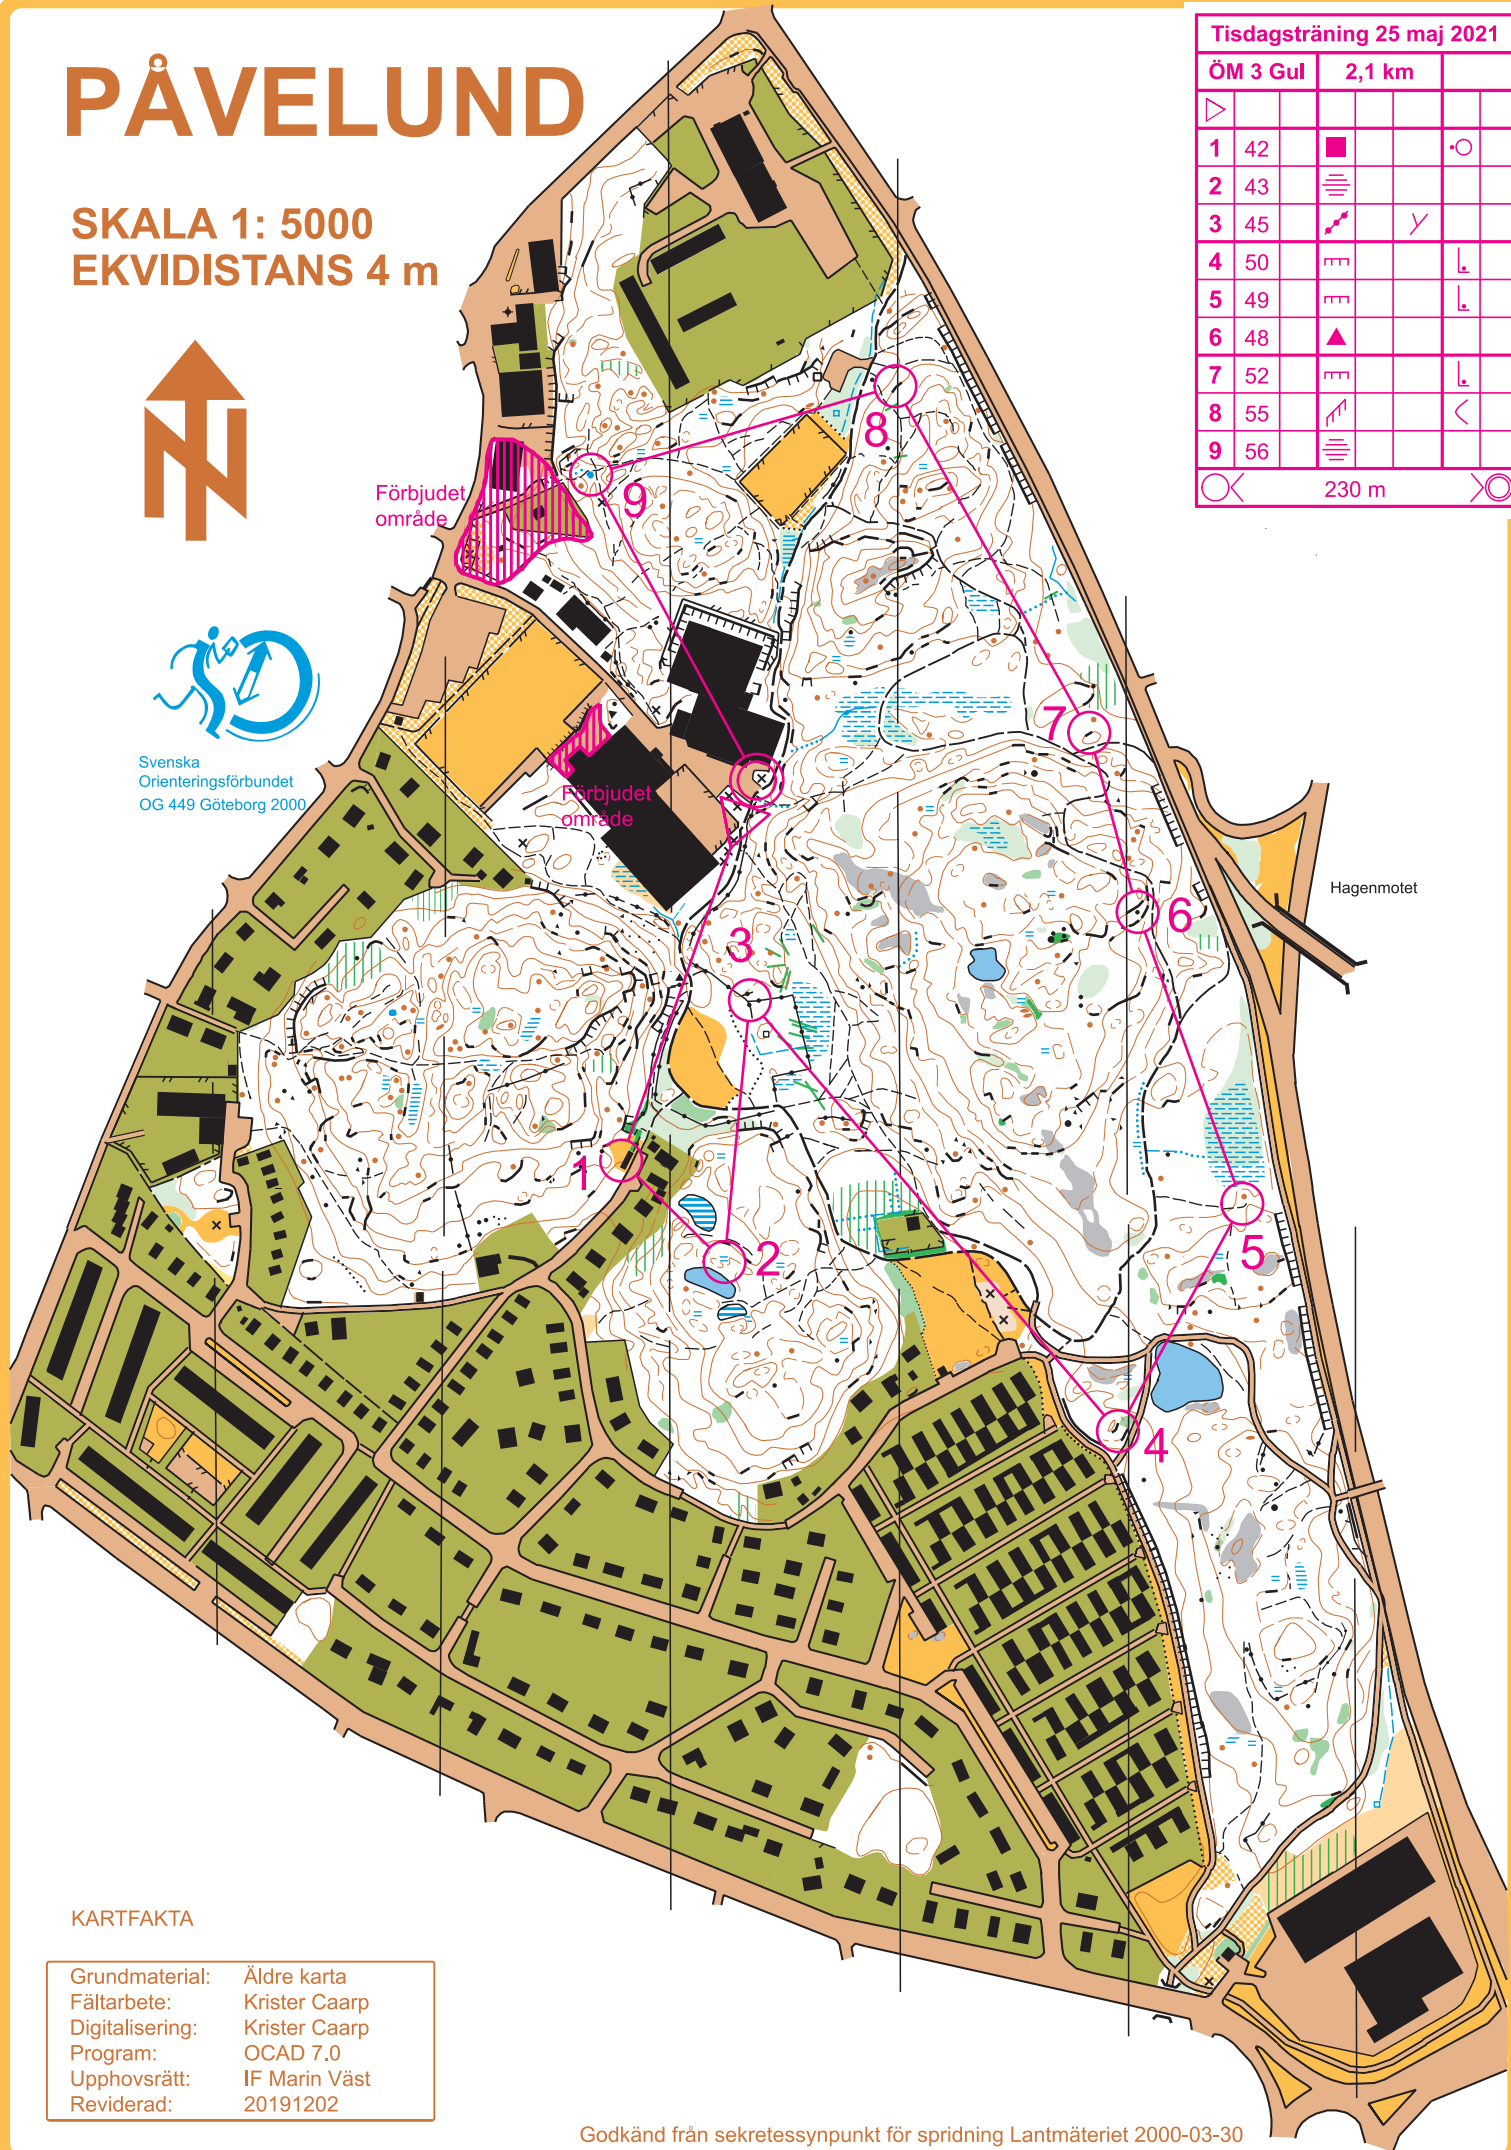 PÅVELUND
SKALA 1: 5000
EKVIDISTANS 4 m
Tisdagsträning 25 maj 2021
ÖM 3 Gul 2,1 km
1 42
2 43
3 45
4 50
5 49
6 48
7 52
8 55
9 56
230 m
Förbjudet
område
8
9
7
Svenska
Orienteringsförbundet
OG 449 Göteborg 2000
Förbjudet
område
Hagenmotet
6
3
1
2
5
4
KARTFAKTA
Grundmaterial: Äldre karta
Fältarbete: Krister Caarp
Digitalisering: Krister Caarp
Program: OCAD 7.0
Upphovsrätt: IF Marin Väst
Reviderad: 20191202
Godkänd från sekretessynpunkt för spridning Lantmäteriet 2000-03-30